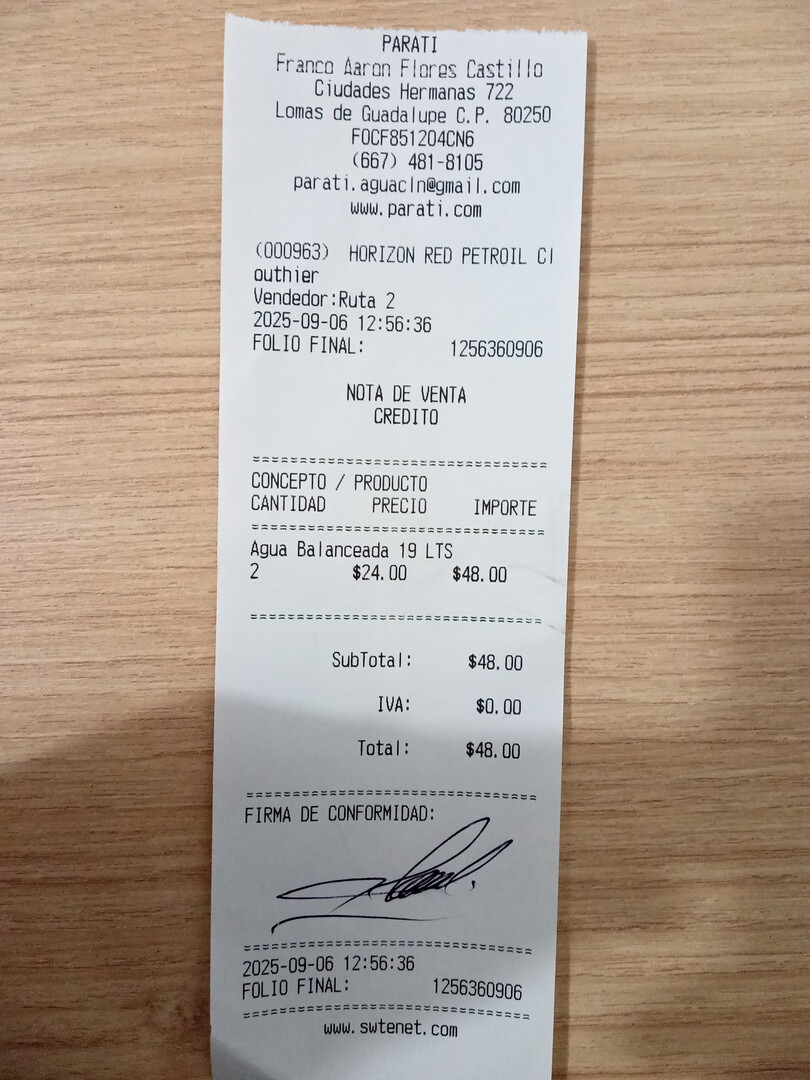 PARATI
Franco Aaron Flores Castillo
Ciudades Hermanas 722
Lomas de Guadalupe C.P. 80250
FOCF851204CN6
(667) 481-8105
parati.aguacln@gmail.com
www.parati.com
(000963) HORIZON RED PETROIL Cl
outhier
Vendedor:Ruta 2
2025-09-06 12:56:36
FOLIO FINAL: 1256360906
NOTA DE VENTA
CREDITO
================================
CONCEPTO / PRODUCTO
CANTIDAD PRECIO IMPORTE
================================
Agua Balanceada 19 LTS
2 $24.00 $48.00
================================
SubTotal: $48.00
IVA: $0.00
Total: $48.00
================================
FIRMA DE CONFORMIDAD:
================================
2025-09-06 12:56:36
FOLIO FINAL: 1256360906
================================
www.swtenet.com